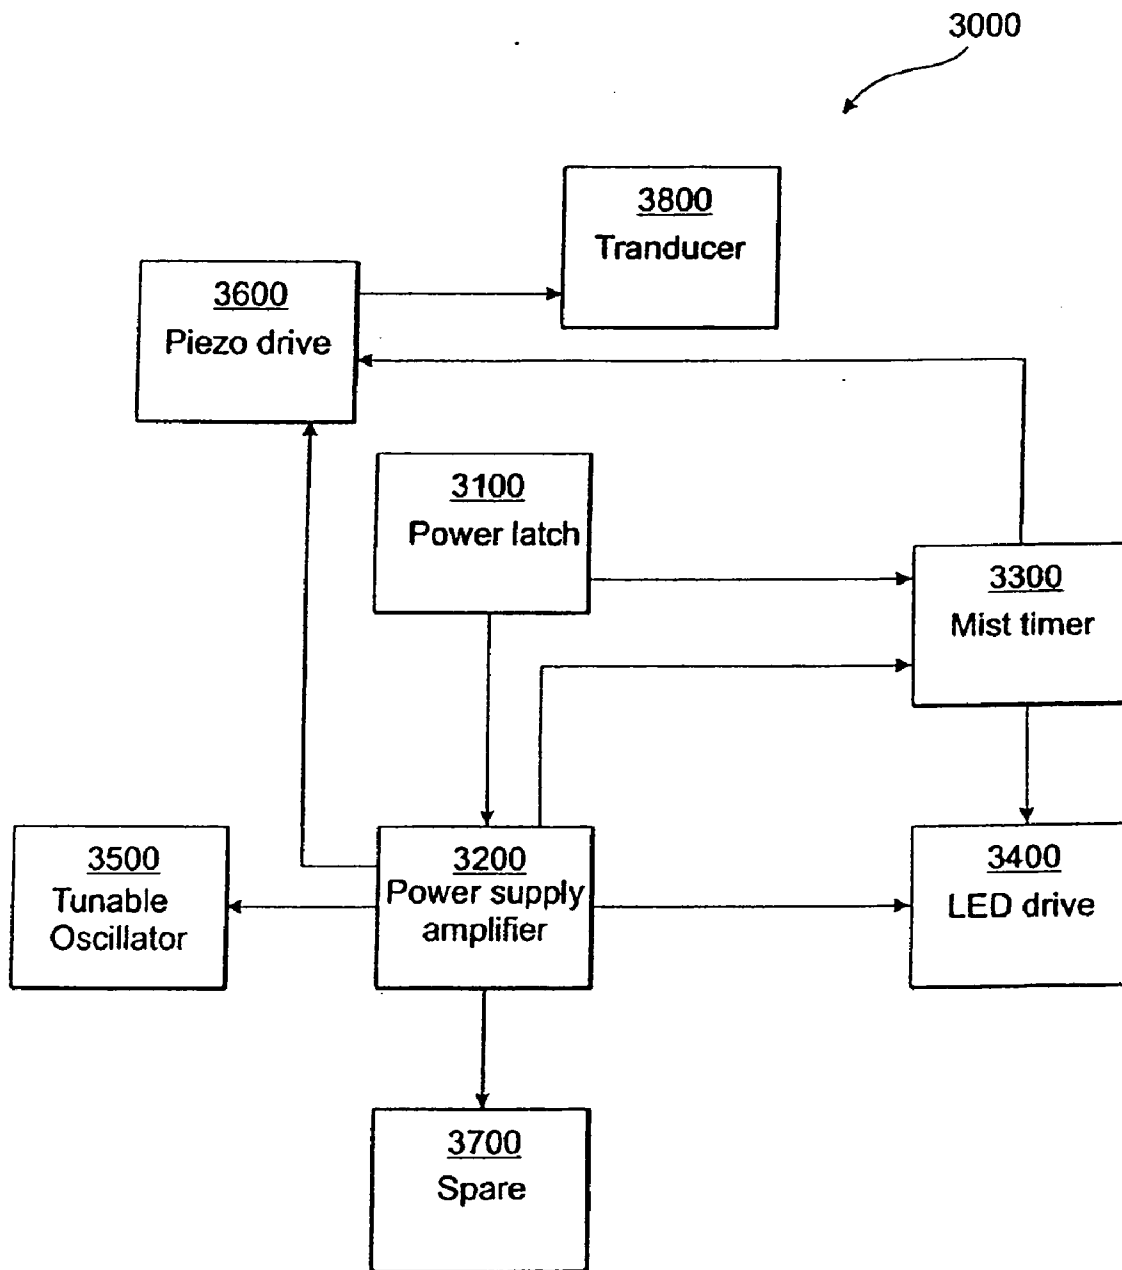 3000
3800
Tranducer
3600
Piezo drive
3100
Power latch
3300
Mist timer
3500
Tunable
Oscillator
3200
Power supply
amplifier
3400
LED drive
3700
Spare